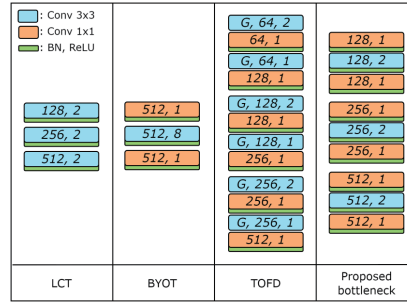 : Conv 3x3
: Conv 1x1
: BN, ReLU
128, 2
256, 2
512, 2
512, 1
512, 8
512, 1
G, 64, 2
64, 1
G, 64, 1
128, 1
G, 128, 2
128, 1
G, 128, 1
256, 1
G, 256, 2
256, 1
G, 256, 1
512, 1
128, 1
128, 2
128, 1
256, 1
256, 2
256, 1
512, 1
512, 2
512, 1
LCT
BYOT
TOFD
Proposed
bottleneck